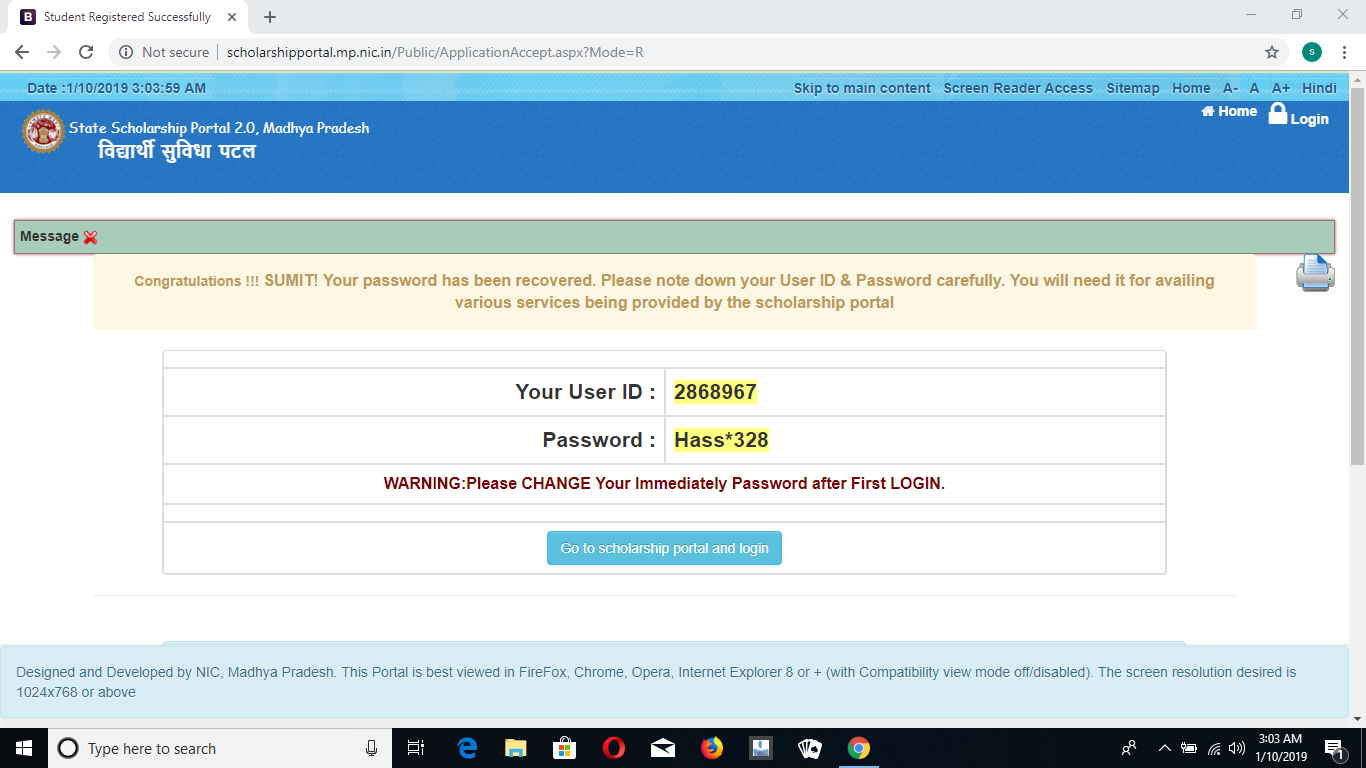 Student Registered Successfully
Not secure | scholarshipportal.mp.nic.in/Public/ApplicationAccept.aspx?Mode=R
S
Date :1/10/2019 3:03:59 AM
Skip to main content Screen Reader Access Sitemap Home A- A A+ Hindi
Home Login
State Scholarship Portal 2.0, Madhya Pradesh
विद्यार्थी सुविधा पटल
Message
Congratulations !!! SUMIT! Your password has been recovered. Please note down your User ID & Password carefully. You will need it for availing
various services being provided by the scholarship portal
Your User ID : 2868967
Password : Hass*328
WARNING:Please CHANGE Your Immediately Password after First LOGIN.
Go to scholarship portal and login
Designed and Developed by NIC, Madhya Pradesh. This Portal is best viewed in FireFox, Chrome, Opera, Internet Explorer 8 or + (with Compatibility view mode off/disabled). The screen resolution desired is
1024x768 or above
Type here to search
3:03 AM
1/10/2019
1